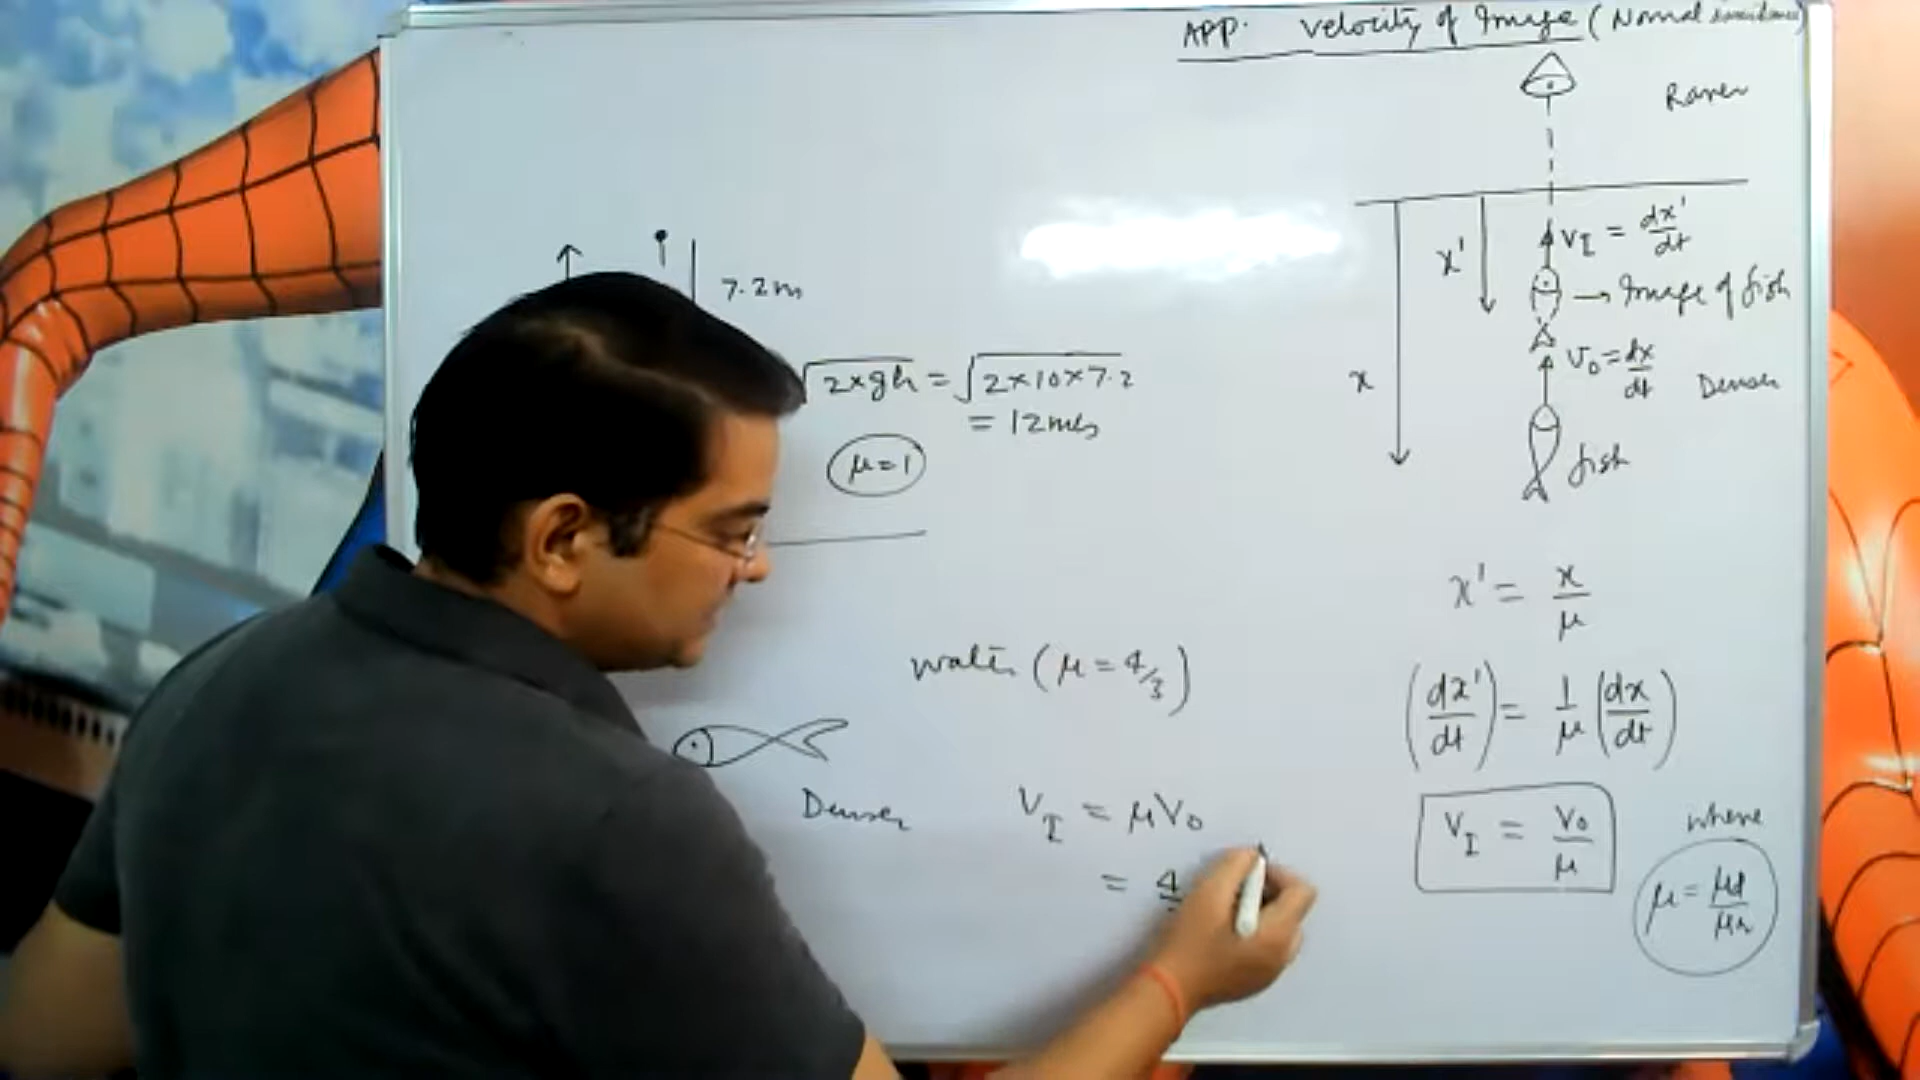 APP. Velocity of Image (Normal incidence)
Rarer
7.2m
√2×gh = √2×10×7.2
= 12m/s
μ=1
x'
x
V_I = dx'/dt
→ Image of fish
V_0 = dx/dt
Denser
fish
x' = x/μ
water (μ = 4/3)
(dx'/dt) = 1/μ (dx/dt)
Denser
V_I = μV_0
= 4
V_I = V_0/μ
where
μ = μd/μr